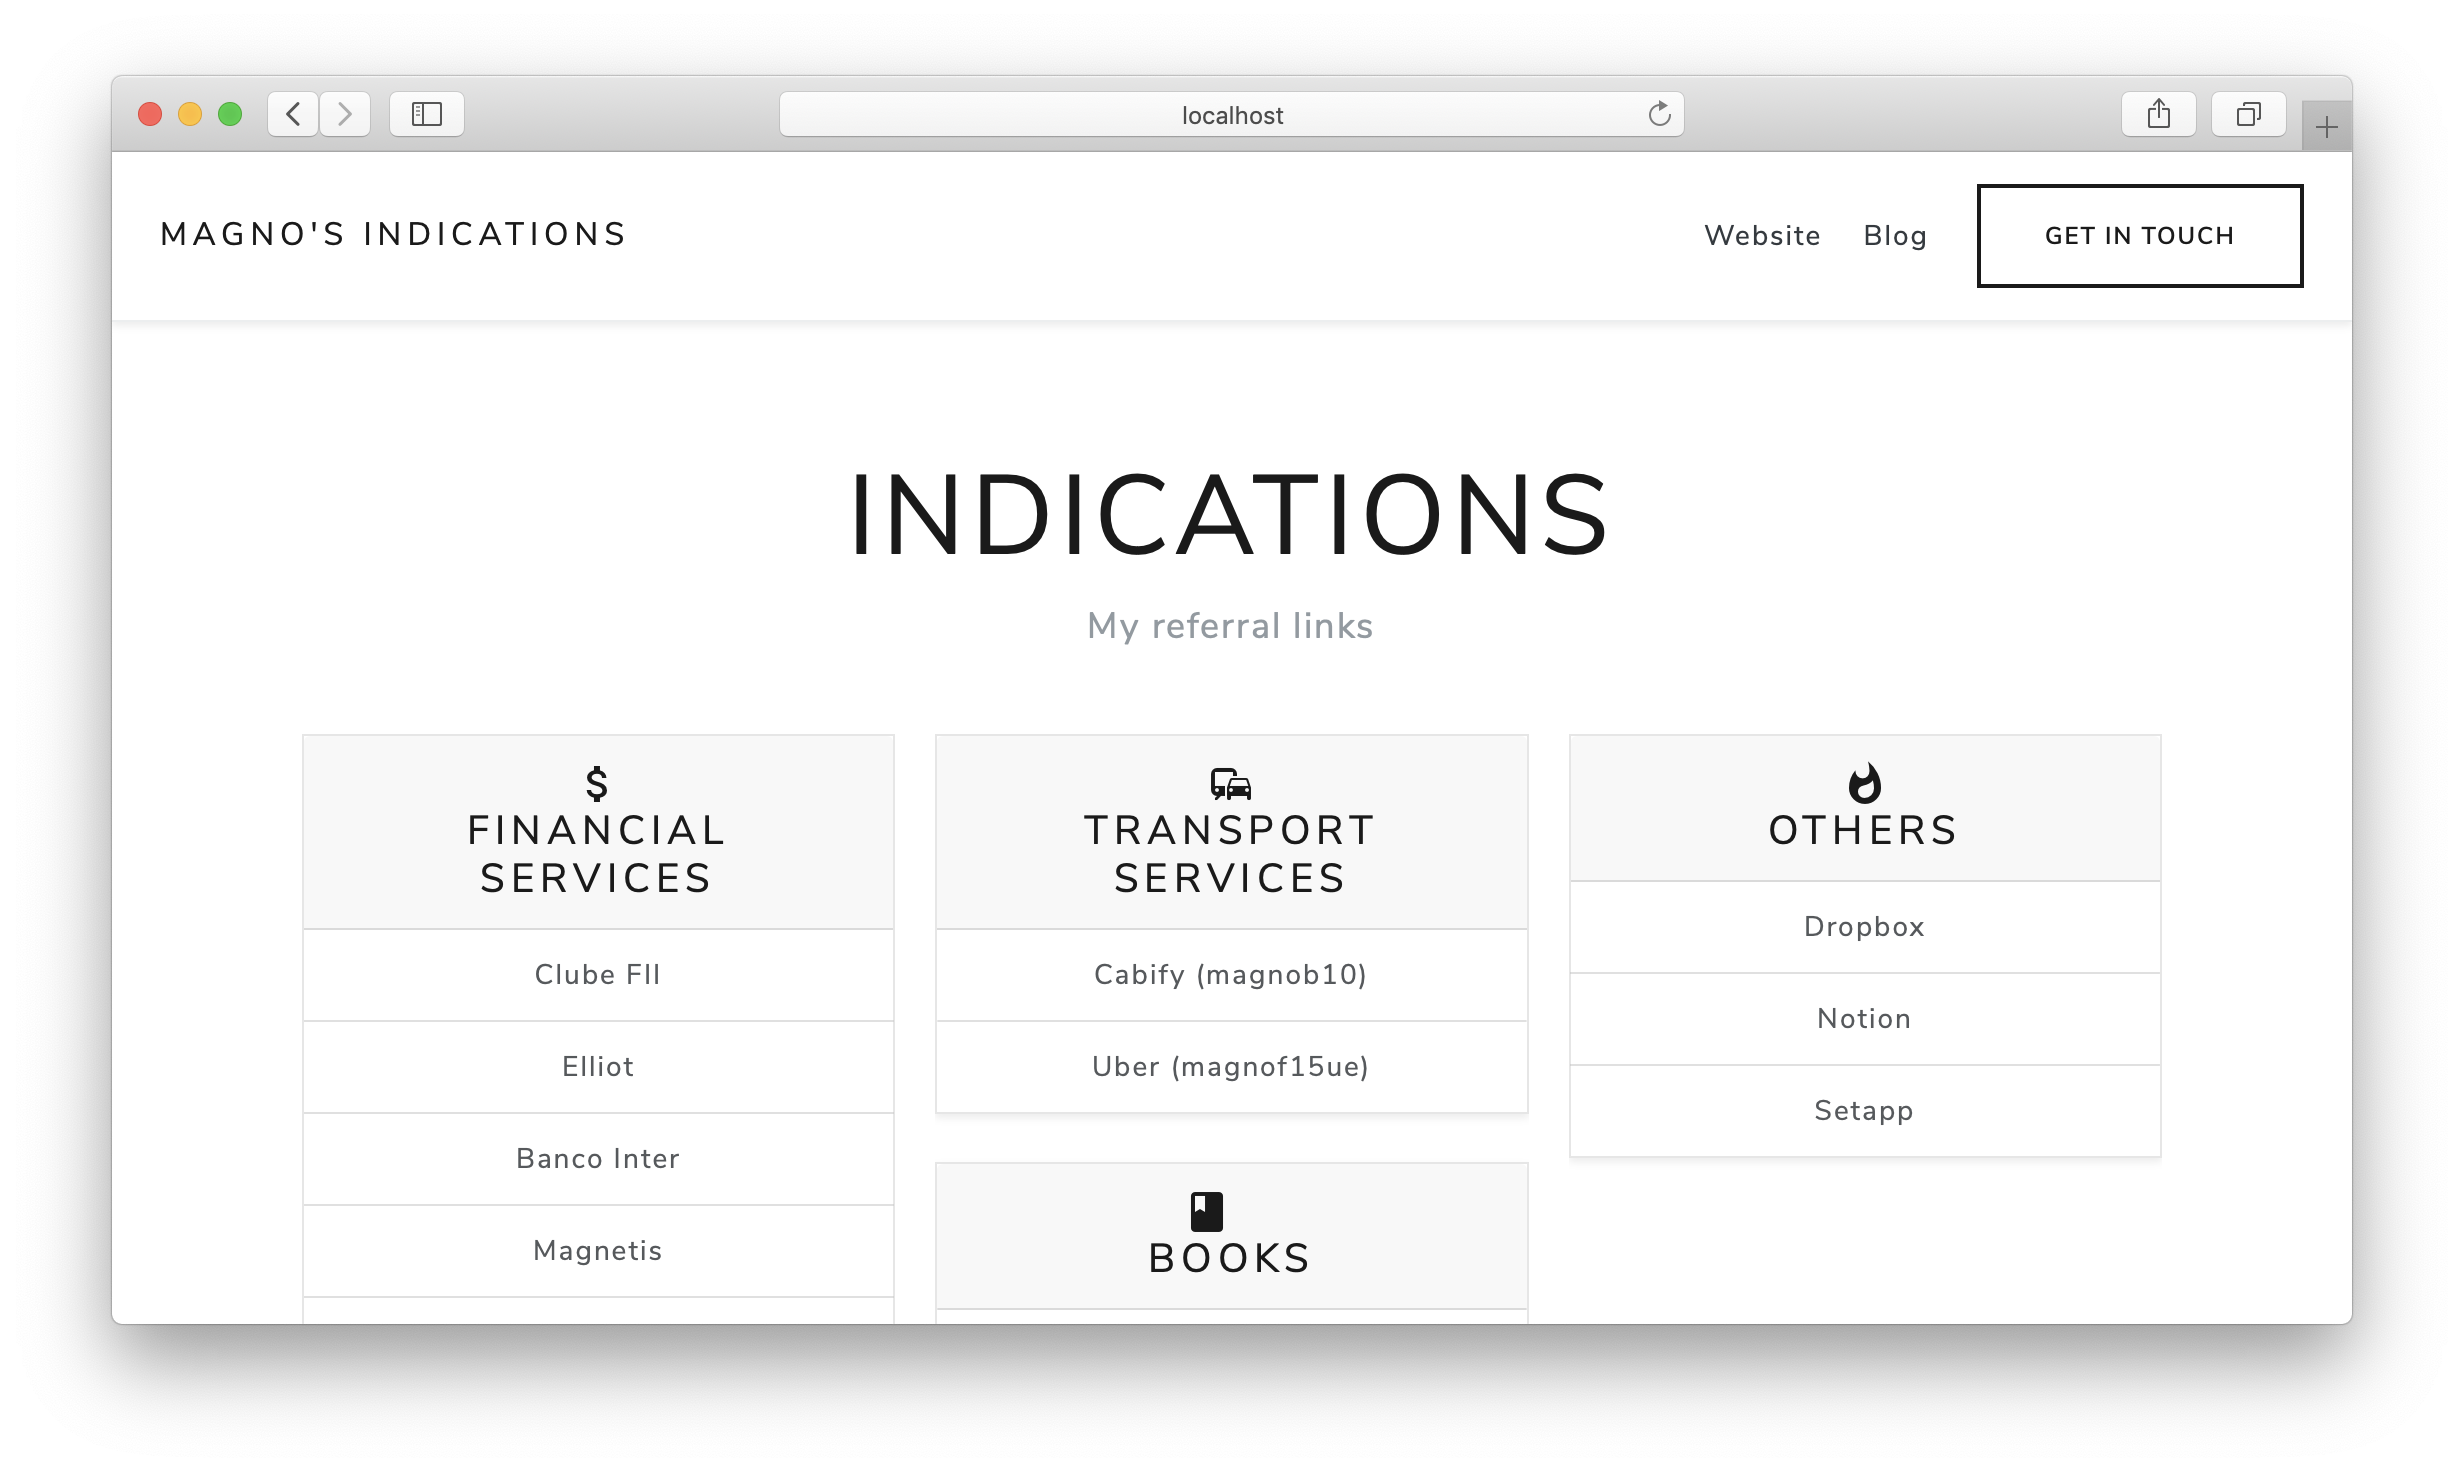 localhost
MAGNO'S INDICATIONS
Website
Blog
GET IN TOUCH
INDICATIONS
My referral links
$
FINANCIAL
SERVICES
Clube FII
Elliot
Banco Inter
Magnetis
TRANSPORT
SERVICES
Cabify (magnob10)
Uber (magnof15ue)
BOOKS
OTHERS
Dropbox
Notion
Setapp